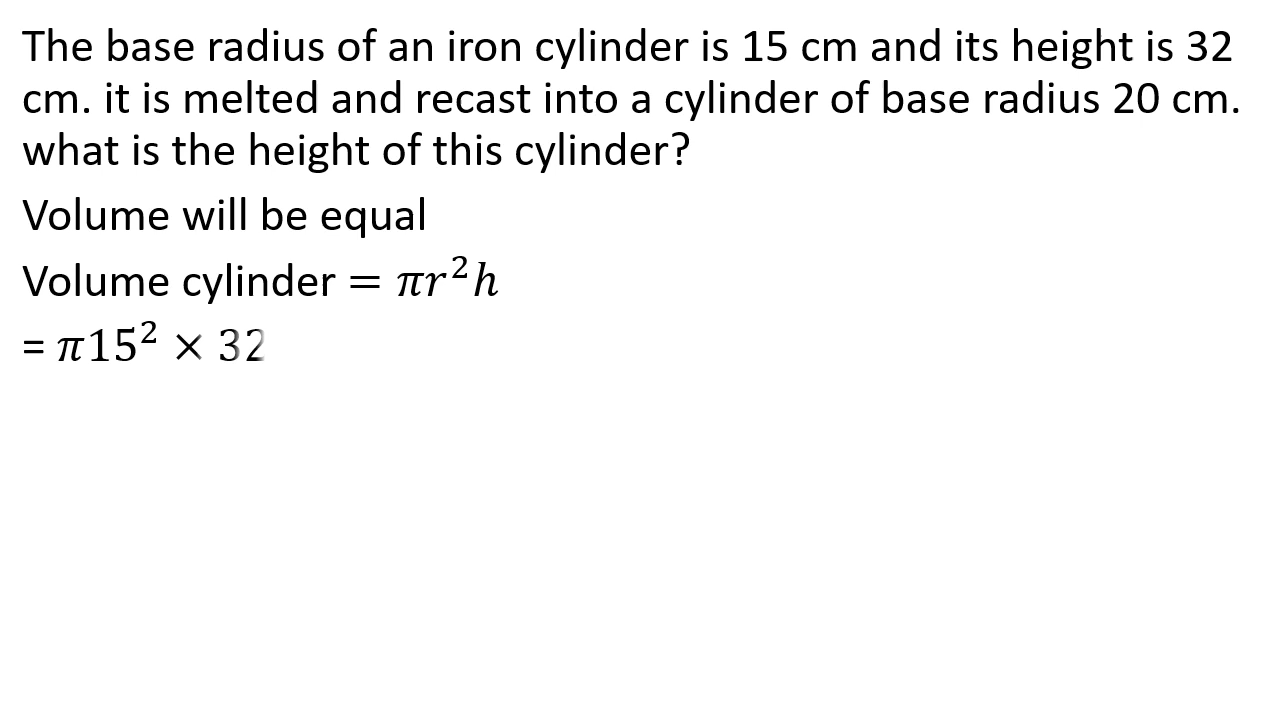 The base radius of an iron cylinder is 15 cm and its height is 32
cm. it is melted and recast into a cylinder of base radius 20 cm.
what is the height of this cylinder?
Volume will be equal
Volume cylinder = 𝜋𝑟²ℎ
= 𝜋15² × 32